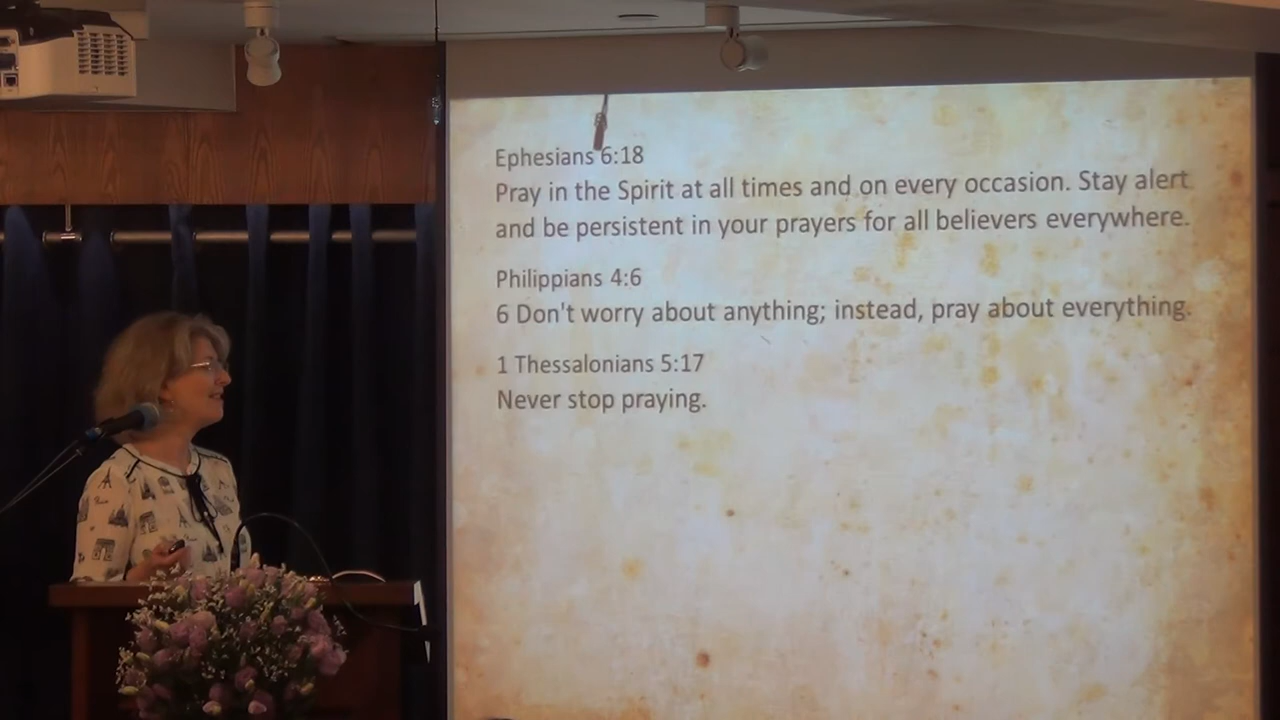 Ephesians 6:18
Pray in the Spirit at all times and on every occasion. Stay alert
and be persistent in your prayers for all believers everywhere.
Philippians 4:6
6 Don't worry about anything; instead, pray about everything.
1 Thessalonians 5:17
Never stop praying.